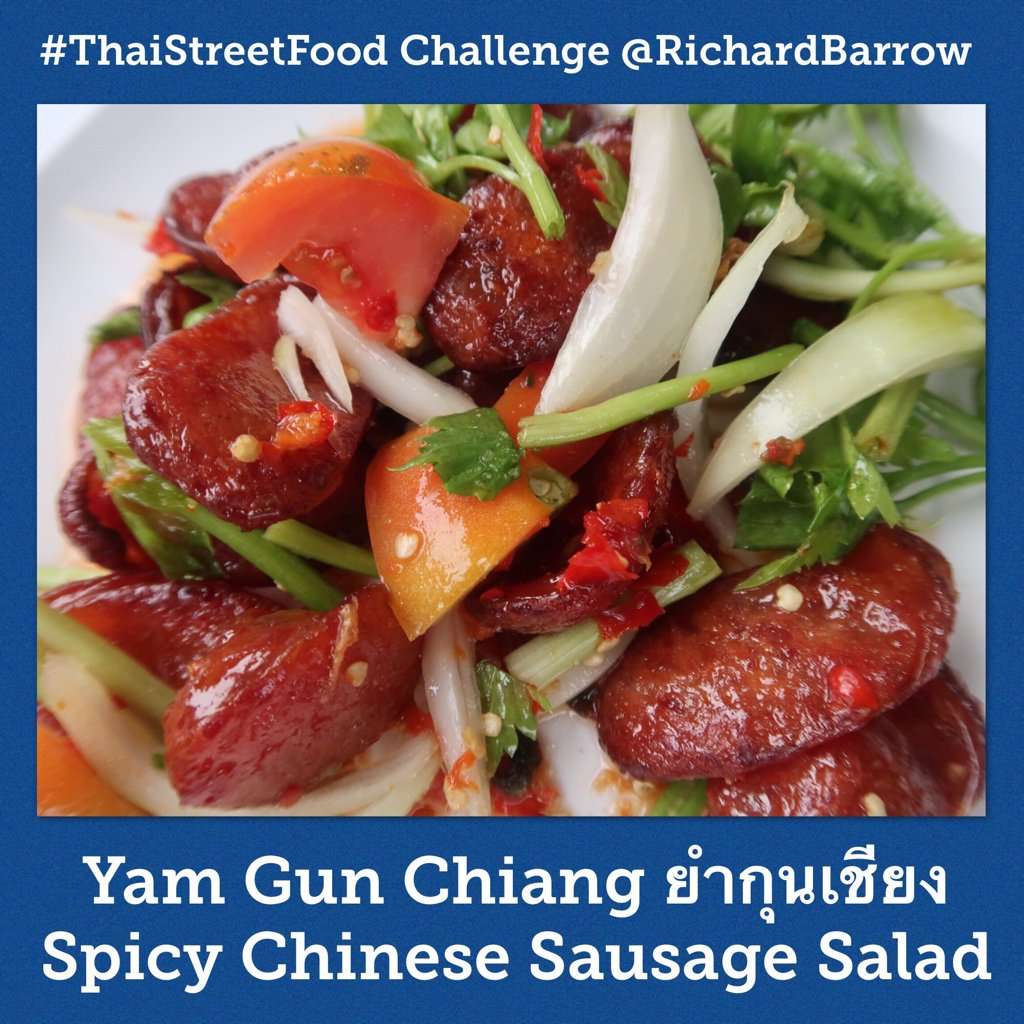 #ThaiStreetFood Challenge @RichardBarrow
Yam Gun Chiang ยำกุนเชียง
Spicy Chinese Sausage Salad